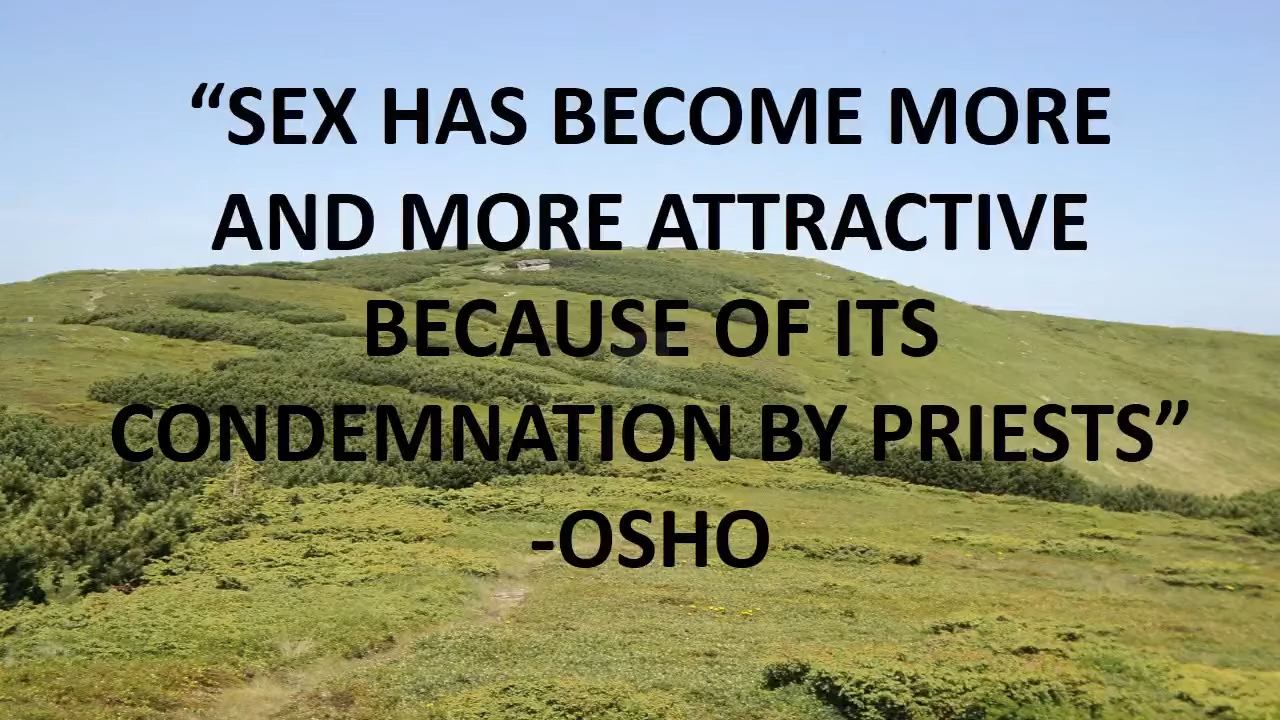 “SEX HAS BECOME MORE
AND MORE ATTRACTIVE
BECAUSE OF ITS
CONDEMNATION BY PRIESTS”
-OSHO